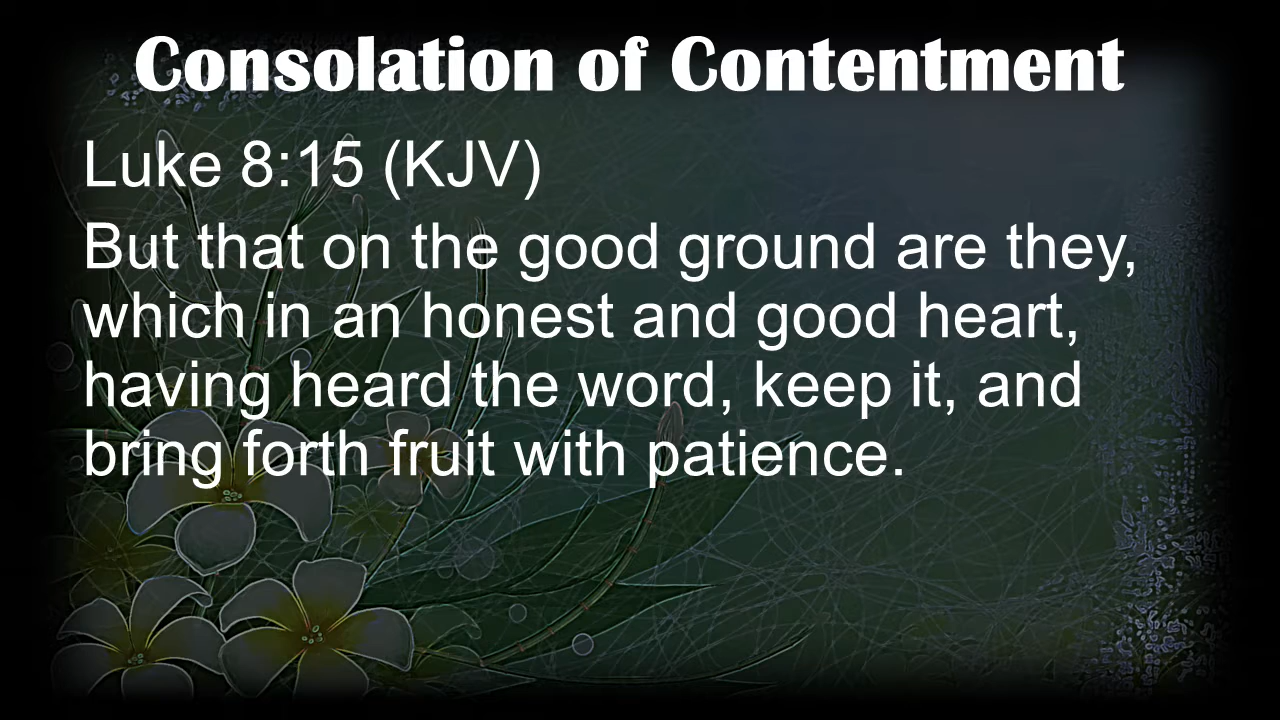 Consolation of Contentment
Luke 8:15 (KJV)
But that on the good ground are they,
which in an honest and good heart,
having heard the word, keep it, and
bring forth fruit with patience.